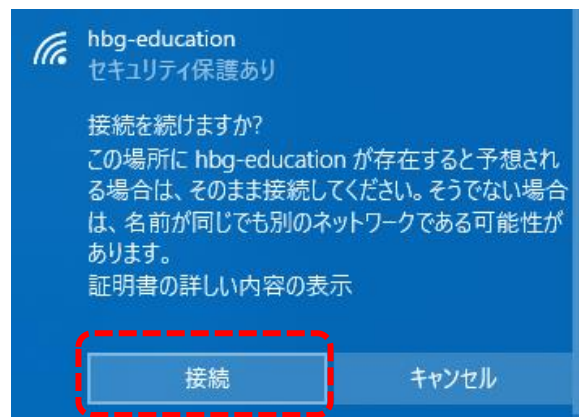 hbg-education
セキュリティ保護あり
接続を続けますか?
この場所に hbg-education が存在すると予想され
る場合は、そのまま接続してください。そうでない場合
は、名前が同じでも別のネットワークである可能性が
あります。
証明書の詳しい内容の表示
接続
キャンセル